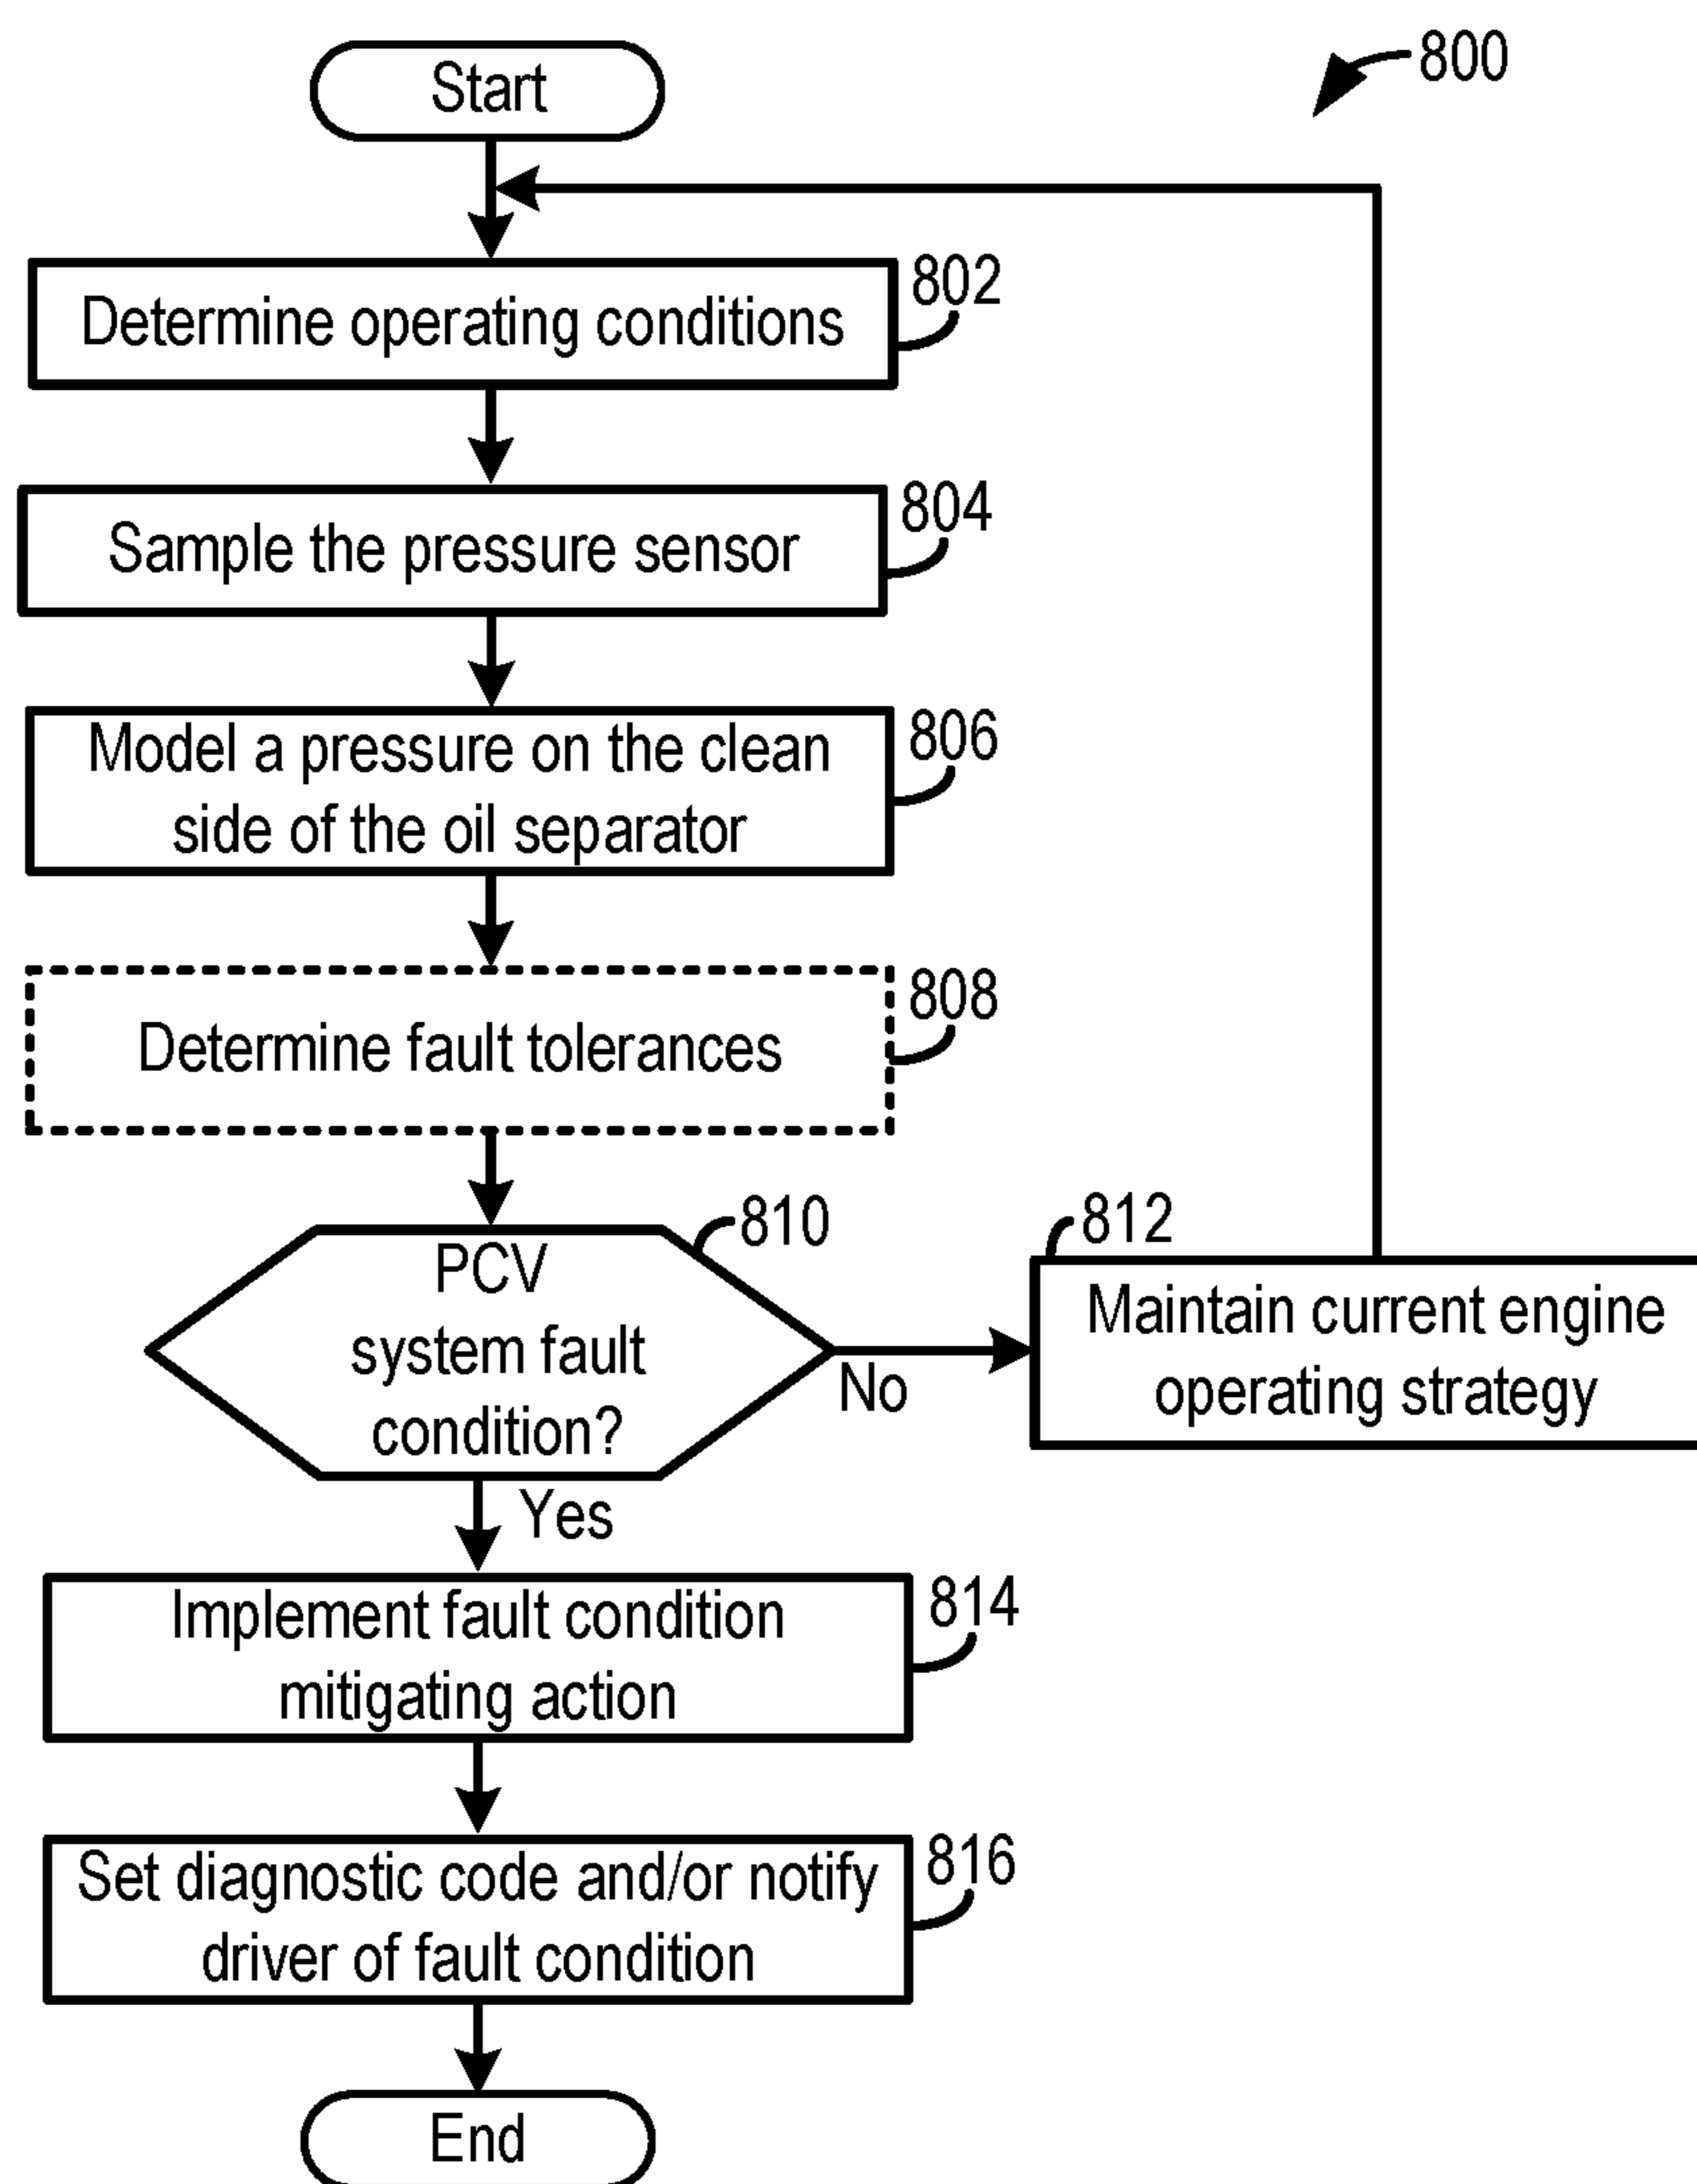 Start
800
Determine operating conditions
802
Sample the pressure sensor
804
Model a pressure on the clean
side of the oil separator
806
Determine fault tolerances
808
PCV
system fault
condition?
810
No
812
Maintain current engine
operating strategy
Yes
Implement fault condition
mitigating action
814
Set diagnostic code and/or notify
driver of fault condition
816
End